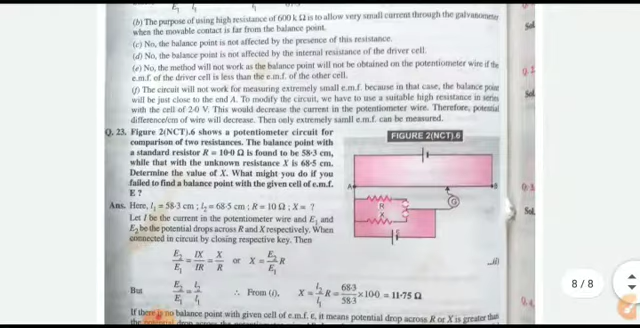 (b) The purpose of using high resistance of 600 k Ω is to allow very small current through the galvanometer
when the movable contact is far from the balance point.
(c) No, the balance point is not affected by the presence of this resistance.
(d) No, the balance point is not affected by the internal resistance of the driver cell.
(e) No, the method will not work as the balance point will not be obtained on the potentiometer wire if the
e.m.f. of the driver cell is less than the e.m.f. of the other cell.
(f) The circuit will not work for measuring extremely small e.m.f. because in that case, the balance point
will be just close to the end A. To modify the circuit, we have to use a suitable high resistance in series
with the cell of 2·0 V. This would decrease the current in the potentiometer wire. Therefore, potential
difference/cm of wire will decrease. Then only extremely samll e.m.f. can be measured.
Q. 23. Figure 2(NCT).6 shows a potentiometer circuit for
comparison of two resistances. The balance point with
a standard resistor R = 10·0 Ω is found to be 58·3 cm,
while that with the unknown resistance X is 68·5 cm.
Determine the value of X. What might you do if you
failed to find a balance point with the given cell of e.m.f.
E ?
FIGURE 2(NCT).6
A
B
R
X
G
E
Ans. Here, l₁ = 58·3 cm ; l₂ = 68·5 cm ; R = 10 Ω ; X = ?
Let I be the current in the potentiometer wire and E₁ and
E₂ be the potential drops across R and X respectively. When
connected in circuit by closing respective key. Then
E₂/E₁ = IX/IR = X/R or X = E₂/E₁ R ...(i)
But E₂/E₁ = l₂/l₁ ∴ From (i), X = l₂/l₁ R = 68·3/58·3 ×100 = 11·75 Ω
If there is no balance point with given cell of e.m.f. ε, it means potential drop across R or X is greater than
the potential drop across the
Sol.
Sol.
Sol.
8 / 8